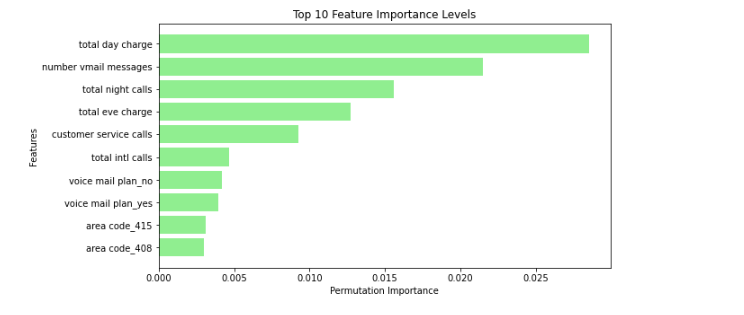 Top 10 Feature Importance Levels
Features
total day charge
number vmail messages
total night calls
total eve charge
customer service calls
total intl calls
voice mail plan_no
voice mail plan_yes
area code_415
area code_408
0.000 0.005 0.010 0.015 0.020 0.025
Permutation Importance